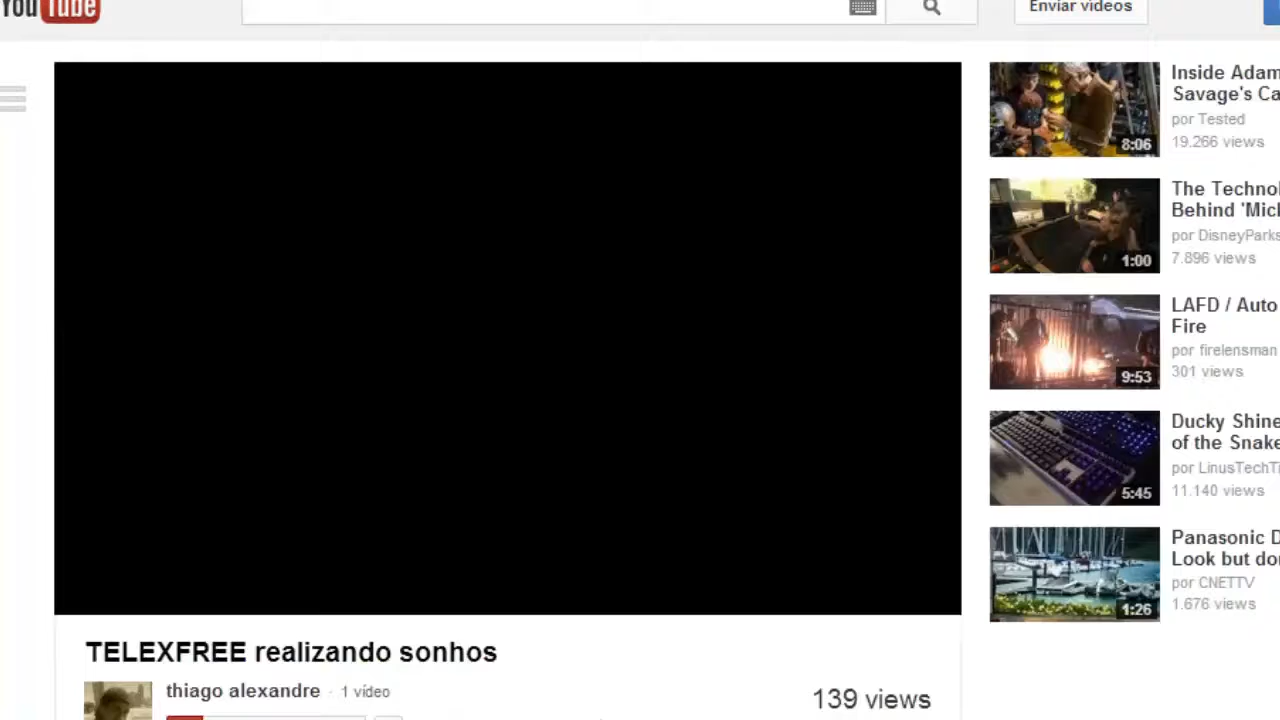 You Tube
Enviar vídeos
Inside Adam
Savage's Ca
por Tested
19.266 views
8:06
The Technol
Behind 'Mick
por DisneyParks
7.896 views
1:00
LAFD / Auto
Fire
por firelensman
301 views
9:53
Ducky Shine
of the Snake
por LinusTechTi
11.140 views
5:45
Panasonic D
Look but don
por CNETTV
1.676 views
1:26
TELEXFREE realizando sonhos
thiago alexandre · 1 vídeo
139 views